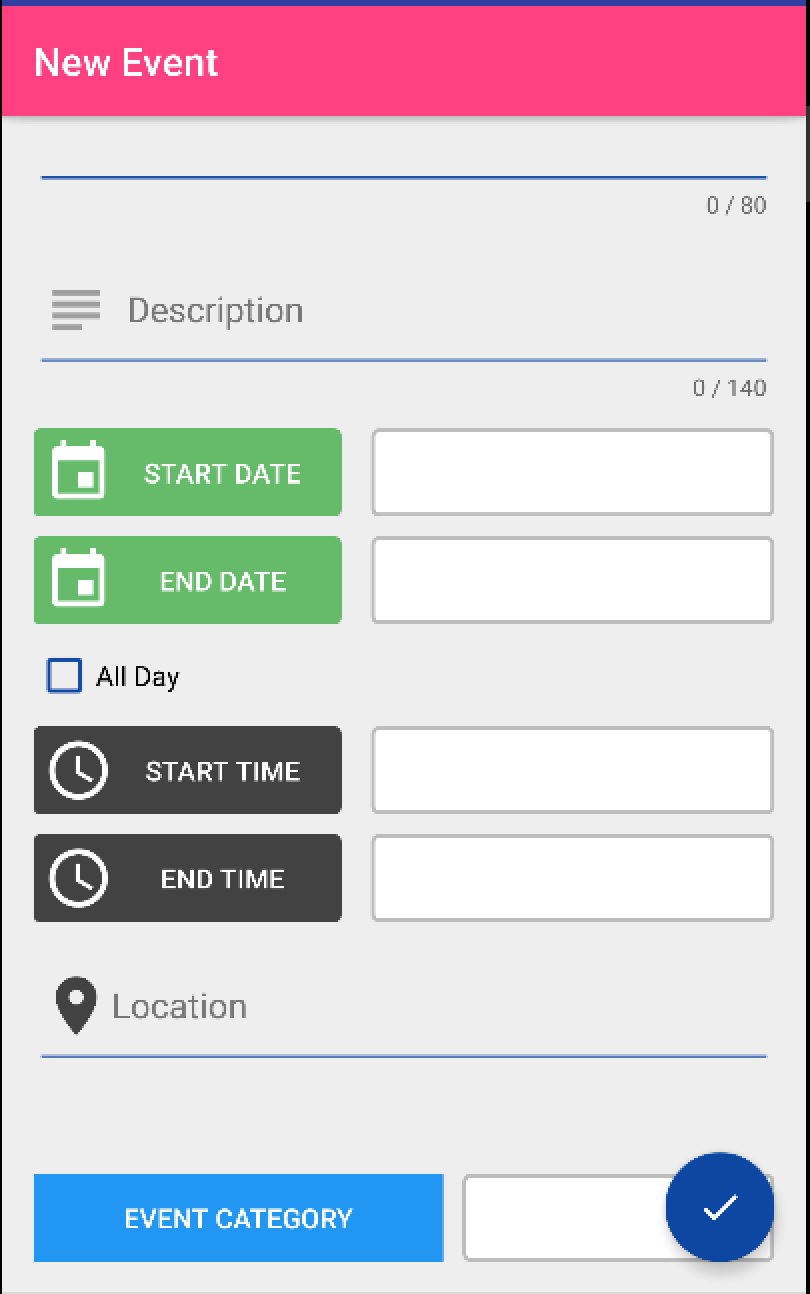 New Event
0 / 80
Description
0 / 140
START DATE
END DATE
All Day
START TIME
END TIME
Location
EVENT CATEGORY